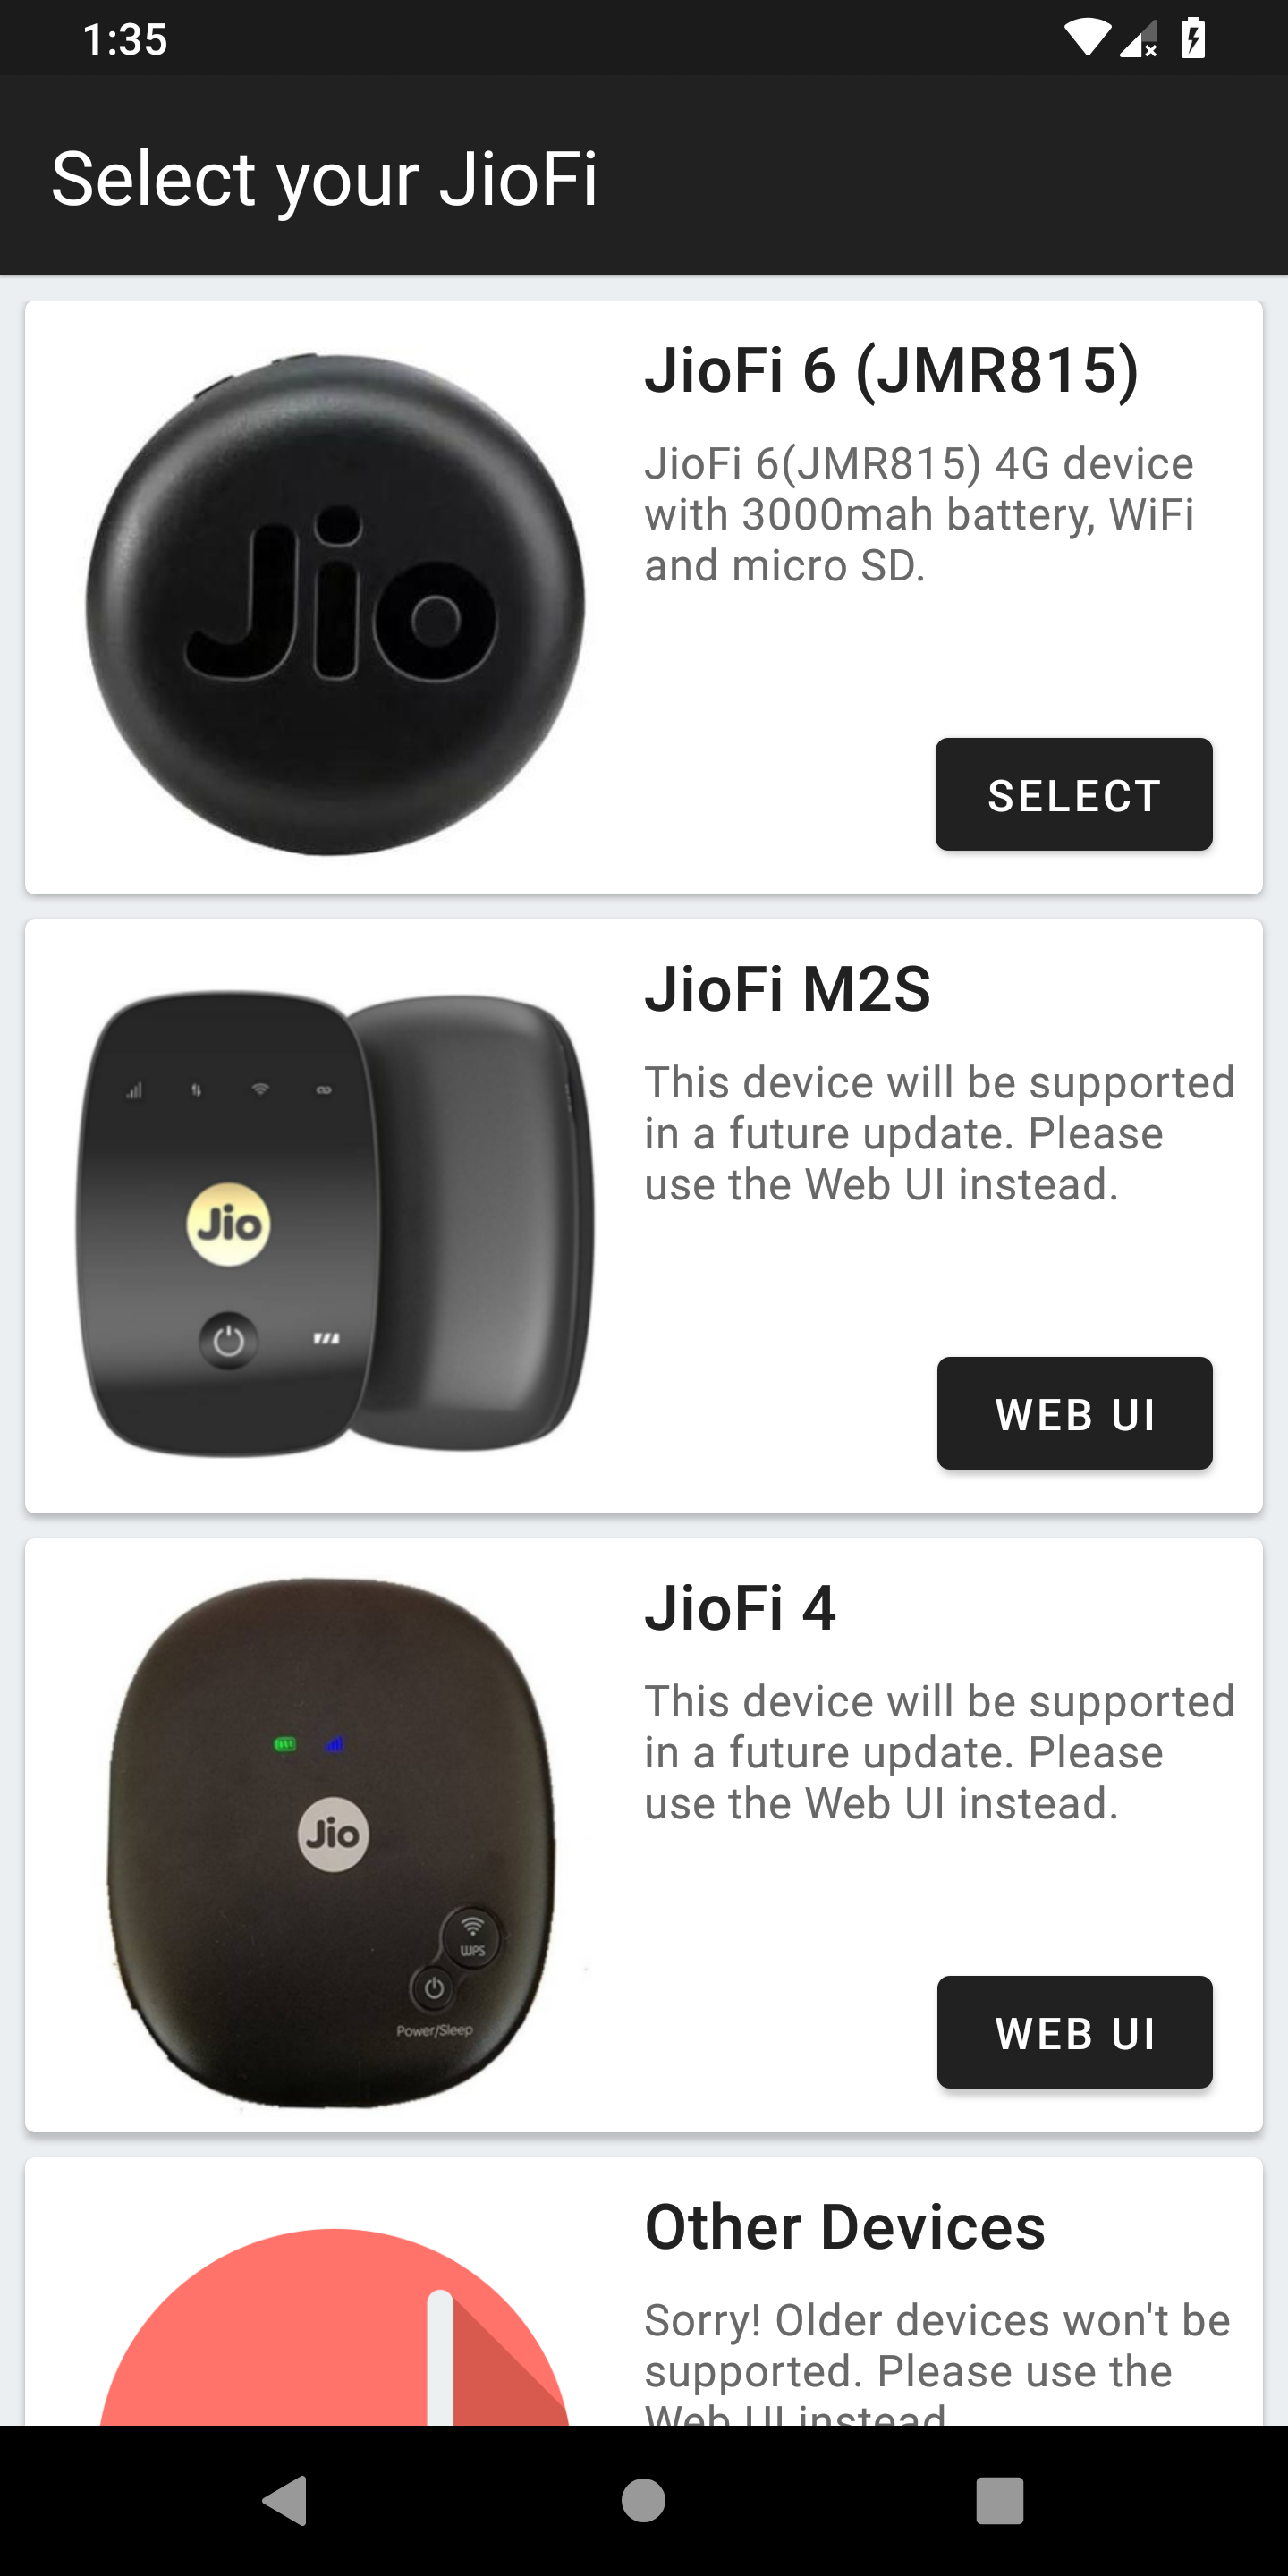 1:35
Select your JioFi
Jio
JioFi 6 (JMR815)
JioFi 6(JMR815) 4G device
with 3000mah battery, WiFi
and micro SD.
SELECT
Jio
JioFi M2S
This device will be supported
in a future update. Please
use the Web UI instead.
WEB UI
Jio
WPS
Power/Sleep
JioFi 4
This device will be supported
in a future update. Please
use the Web UI instead.
WEB UI
Other Devices
Sorry! Older devices won't be
supported. Please use the
Web UI instead